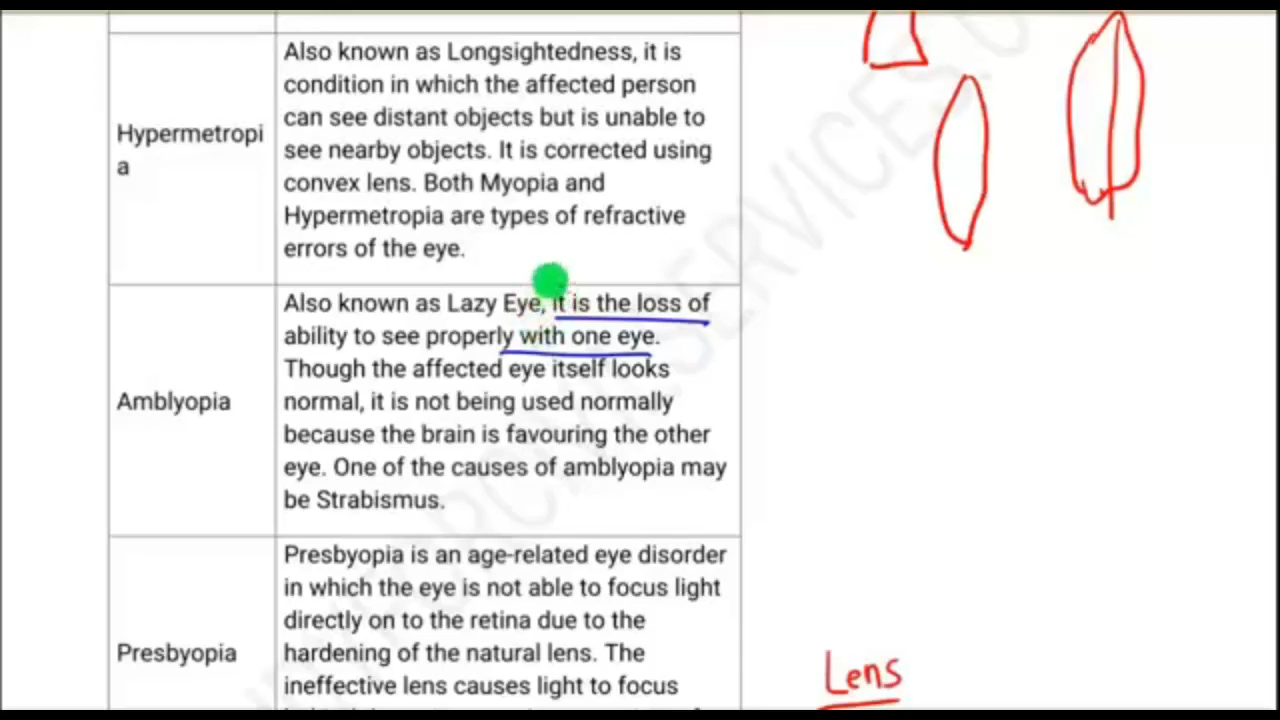 Also known as Longsightedness, it is
condition in which the affected person
can see distant objects but is unable to
see nearby objects. It is corrected using
convex lens. Both Myopia and
Hypermetropia are types of refractive
errors of the eye.
Hypermetropi
a
Also known as Lazy Eye, it is the loss of
ability to see properly with one eye.
Though the affected eye itself looks
normal, it is not being used normally
because the brain is favouring the other
eye. One of the causes of amblyopia may
be Strabismus.
Amblyopia
Presbyopia is an age-related eye disorder
in which the eye is not able to focus light
directly on to the retina due to the
hardening of the natural lens. The
ineffective lens causes light to focus
Presbyopia
Lens